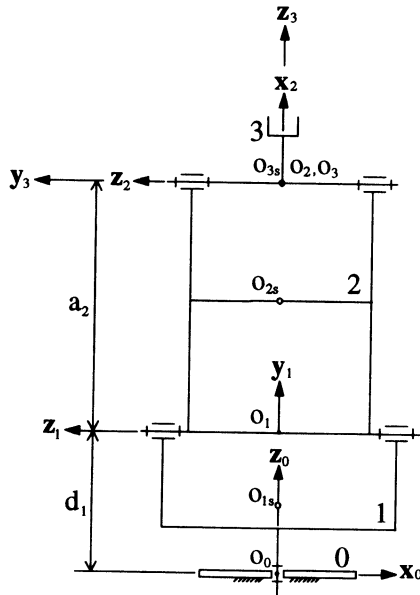 z₃
x₂
3
y₃ z₂ o₃ₛ o₂,o₃
a₂ o₂ₛ 2
y₁
z₁ o₁
z₀
d₁ o₁ₛ 1
o₀ 0
x₀